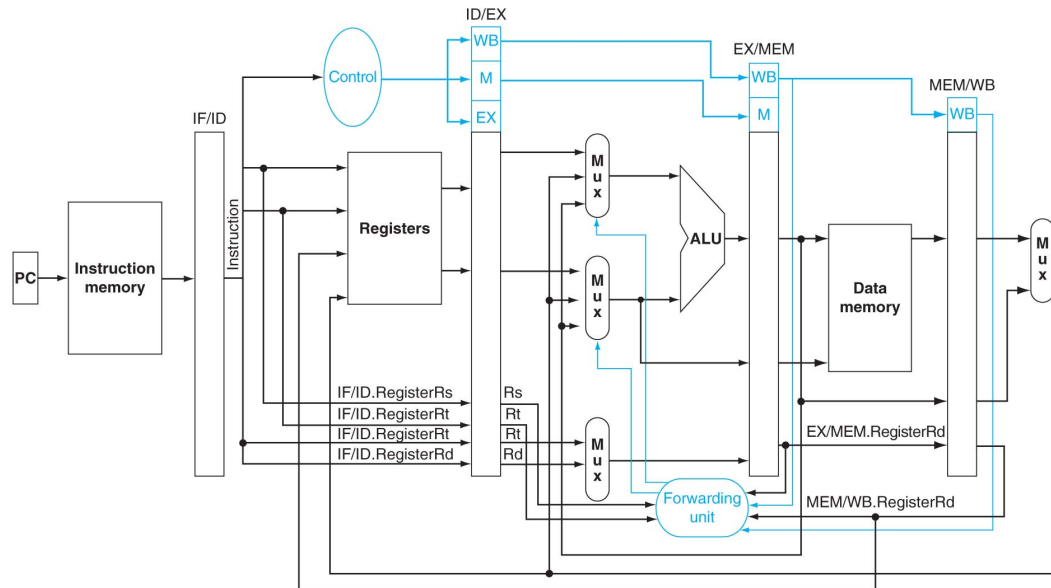 ID/EX
WB
EX/MEM
Control
M
WB
MEM/WB
IF/ID
EX
M
WB
M
u
x
Registers
Instruction
ALU
PC
Instruction
memory
M
u
x
Data
memory
M
u
x
IF/ID.RegisterRs
Rs
IF/ID.RegisterRt
Rt
IF/ID.RegisterRt
Rt
IF/ID.RegisterRd
Rd
M
u
x
EX/MEM.RegisterRd
Forwarding
unit
MEM/WB.RegisterRd